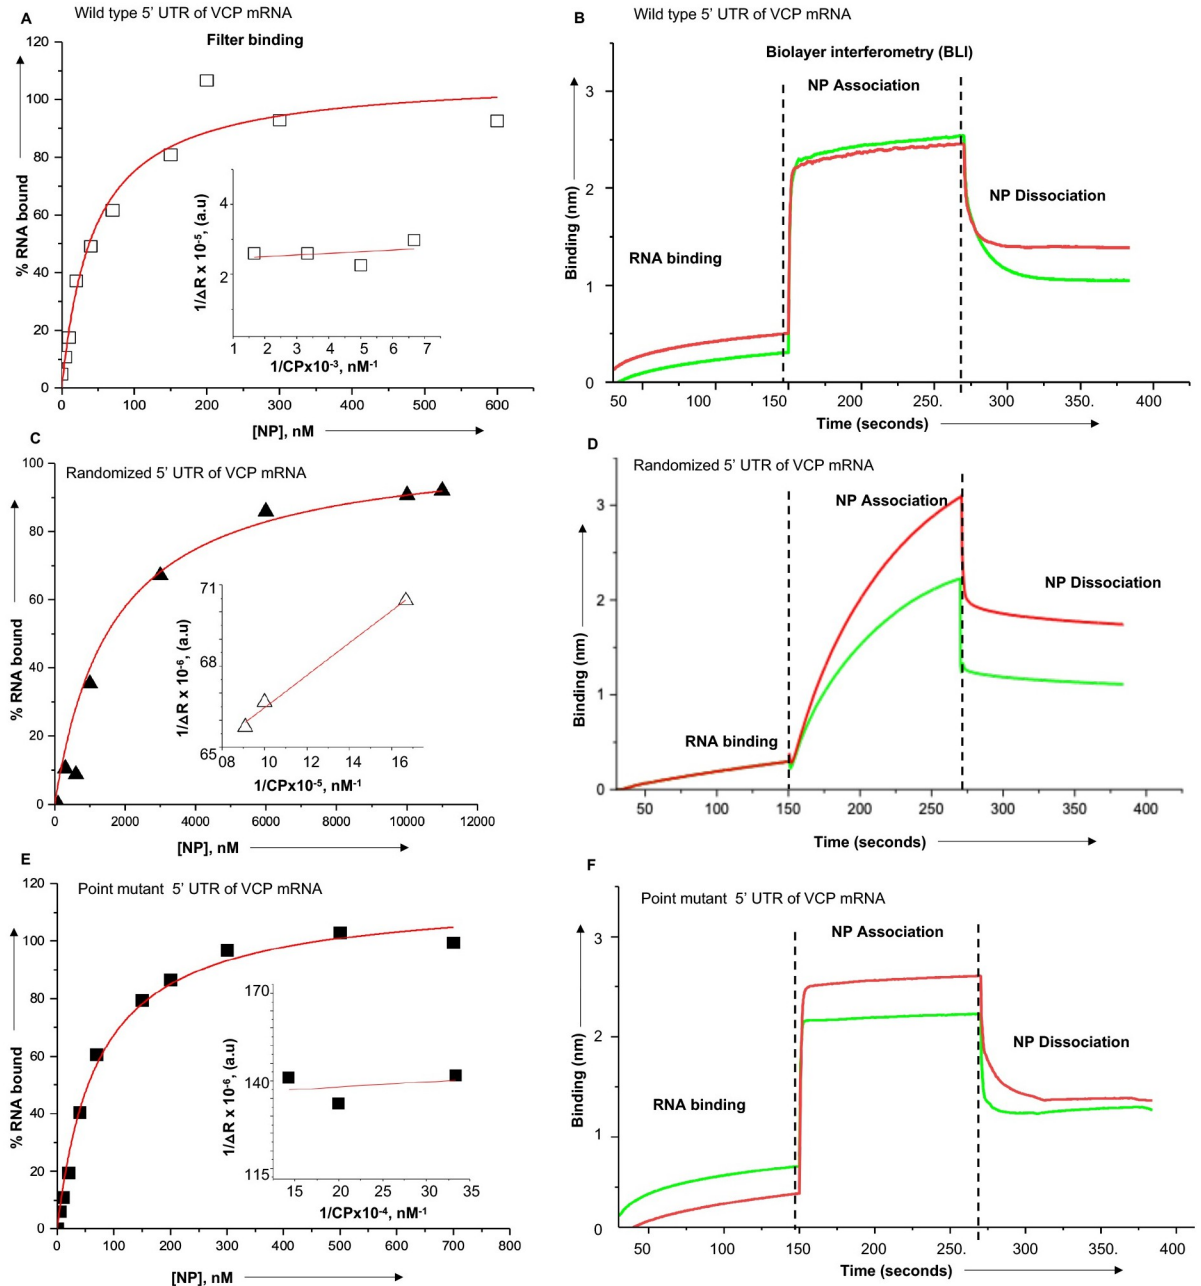 A
Wild type 5' UTR of VCP mRNA
Filter binding
120
100
80
60
40
20
0
% RNA bound
0 100 200 300 400 500 600
[NP], nM
4
2
1/ΔR x 10-5, (a.u)
1 2 3 4 5 6 7
1/CPx10-3, nM-1
B
Wild type 5' UTR of VCP mRNA
Biolayer interferometry (BLI)
NP Association
NP Dissociation
RNA binding
3
2
1
0
Binding (nm)
50 100 150 200 250. 300 350. 400
Time (seconds)
C
Randomized 5' UTR of VCP mRNA
100
80
60
40
20
0
% RNA bound
0 2000 4000 6000 8000 10000 12000
[NP], nM
71
68
65
1/ΔR x 10-6, (a.u)
08 10 12 14 16
1/CPx10-5, nM-1
D
Randomized 5' UTR of VCP mRNA
NP Association
NP Dissociation
RNA binding
3
2
1
0
Binding (nm)
50 100 150 200 250 300 350 400
Time (seconds)
E
Point mutant 5' UTR of VCP mRNA
120
100
80
60
40
20
0
% RNA bound
0 100 200 300 400 500 600 700 800
[NP], nM
170
140
115
1/ΔR x 10-6, (a.u)
15 20 25 30 35
1/CPx10-4, nM-1
F
Point mutant 5' UTR of VCP mRNA
NP Association
NP Dissociation
RNA binding
3
2
1
0
Binding (nm)
50 100 150 200 250. 300 350. 400
Time (seconds)